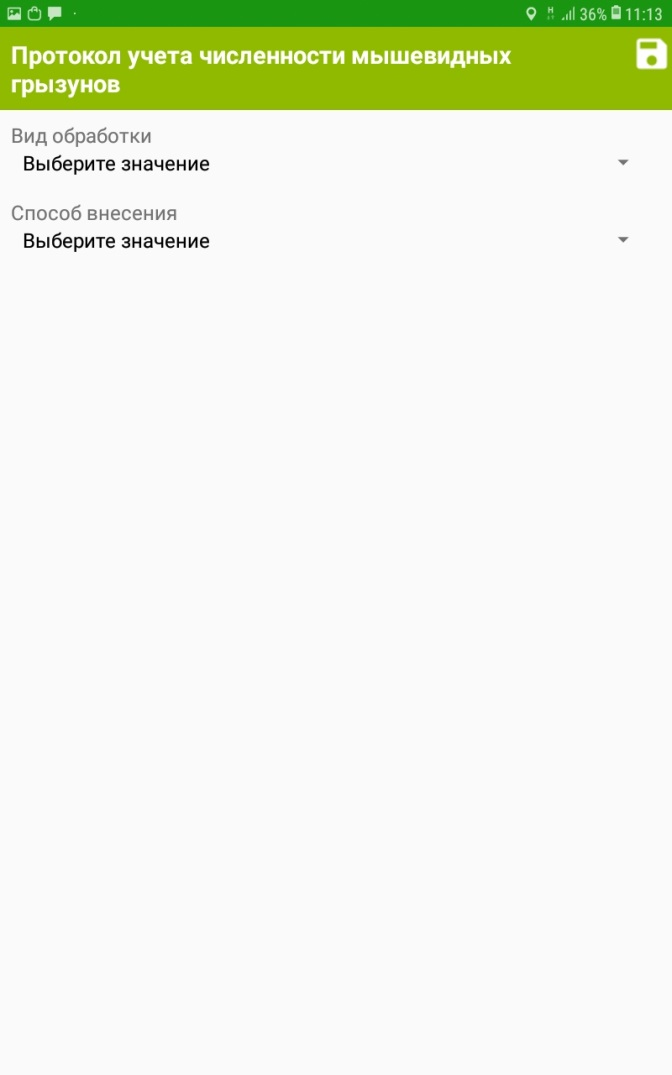 36% 11:13
Протокол учета численности мышевидных
грызунов
Вид обработки
Выберите значение
Способ внесения
Выберите значение